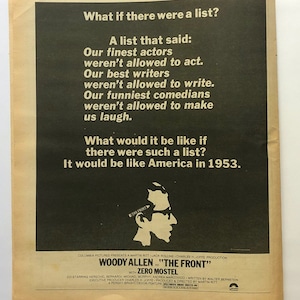 What if there were a list?
A list that said:
Our finest actors
weren't allowed to act.
Our best writers
weren't allowed to write.
Our funniest comedians
weren't allowed to make
us laugh.
What would it be like if
there were such a list?
It would be like America in 1953.
WOODY ALLEN IN "THE FRONT"
WITH ZERO MOSTEL